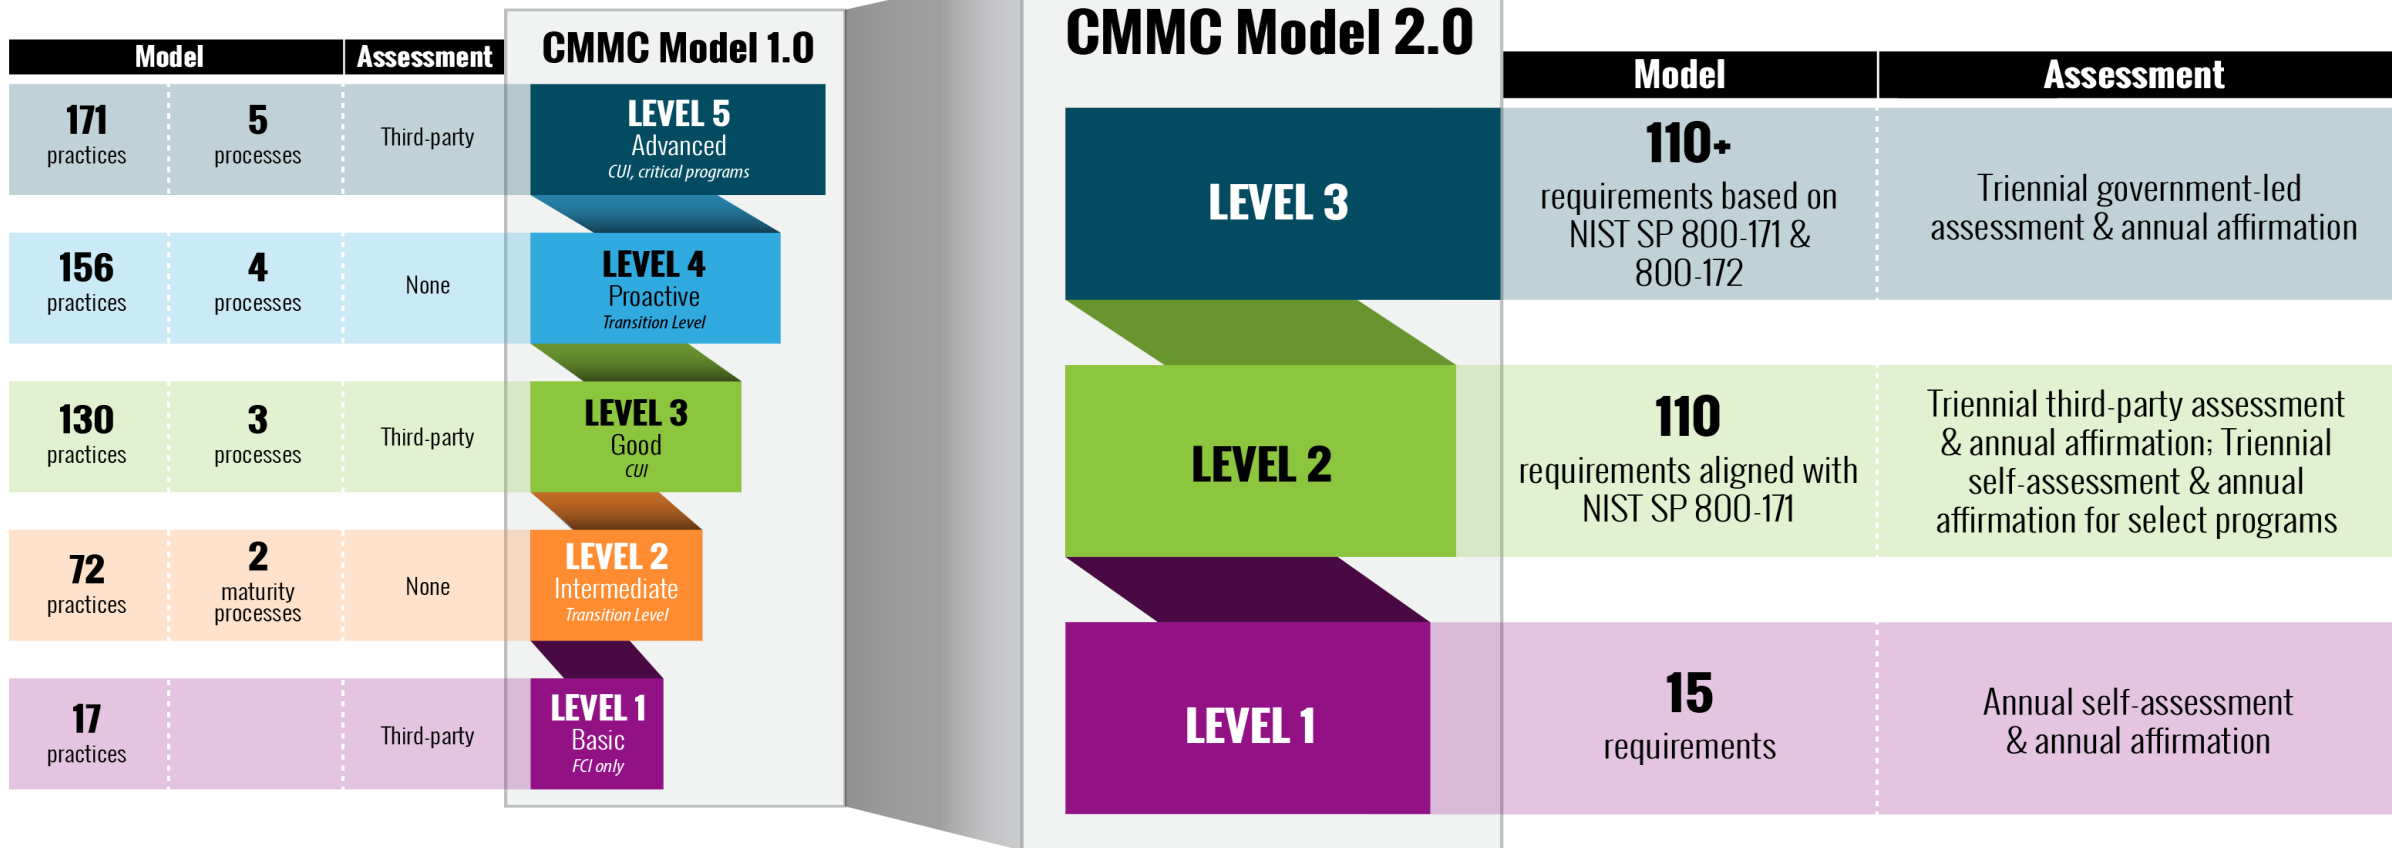 CMMC Model 1.0
Model
Assessment
171
practices
5
processes
Third-party
LEVEL 5
Advanced
CUI, critical programs
156
practices
4
processes
None
LEVEL 4
Proactive
Transition Level
130
practices
3
processes
Third-party
LEVEL 3
Good
CUI
72
practices
2
maturity
processes
None
LEVEL 2
Intermediate
Transition Level
17
practices
Third-party
LEVEL 1
Basic
FCI only
CMMC Model 2.0
Model
Assessment
LEVEL 3
110+
requirements based on
NIST SP 800-171 &
800-172
Triennial government-led
assessment & annual affirmation
LEVEL 2
110
requirements aligned with
NIST SP 800-171
Triennial third-party assessment
& annual affirmation; Triennial
self-assessment & annual
affirmation for select programs
LEVEL 1
15
requirements
Annual self-assessment
& annual affirmation